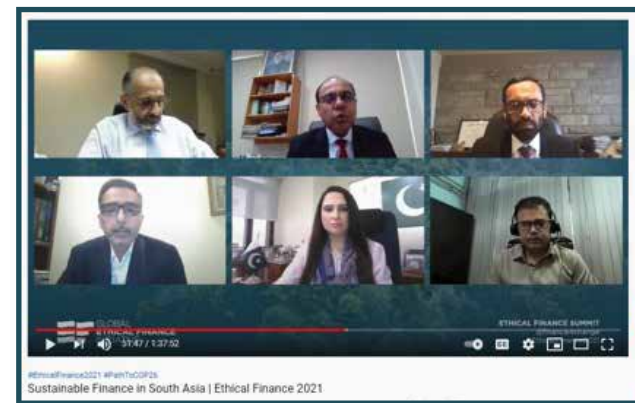 GLOBAL
ETHICAL FINANCE
ETHICAL FINANCE SUMMIT
51:47 / 1:37:52
#EthicalFinance2021 #PathToCOP26
Sustainable Finance in South Asia | Ethical Finance 2021